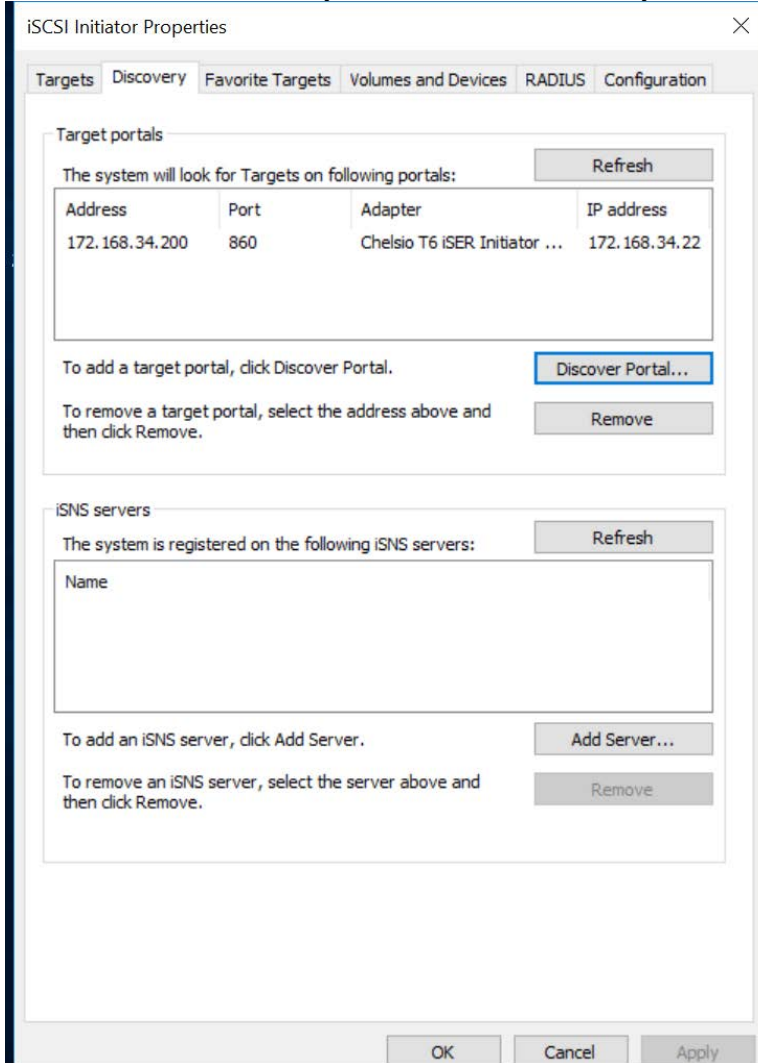 iSCSI Initiator Properties
Targets Discovery Favorite Targets Volumes and Devices RADIUS Configuration
Target portals
The system will look for Targets on following portals:
Refresh
Address Port Adapter IP address
172.168.34.200 860 Chelsio T6 iSER Initiator ... 172.168.34.22
To add a target portal, click Discover Portal.
Discover Portal...
To remove a target portal, select the address above and
then click Remove.
Remove
iSNS servers
The system is registered on the following iSNS servers:
Refresh
Name
To add an iSNS server, click Add Server.
Add Server...
To remove an iSNS server, select the server above and
then click Remove.
Remove
OK Cancel Apply